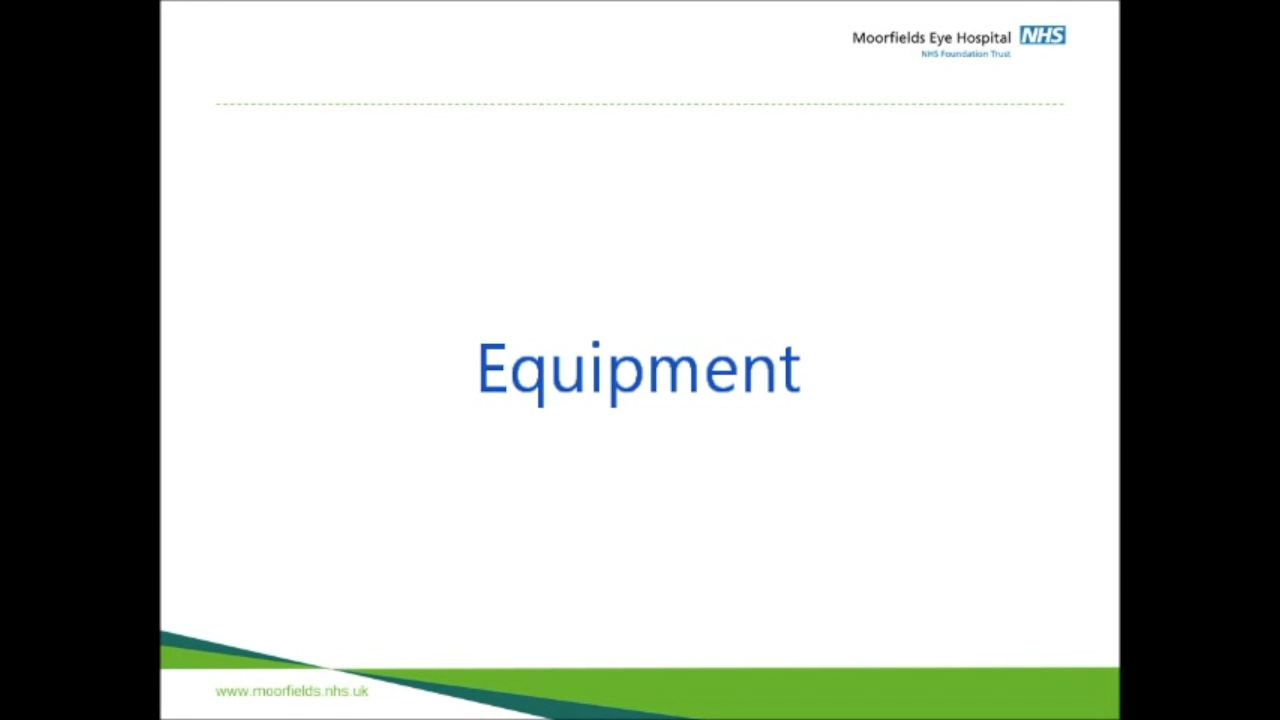 Moorfields Eye Hospital NHS
NHS Foundation Trust
Equipment
www.moorfields.nhs.uk